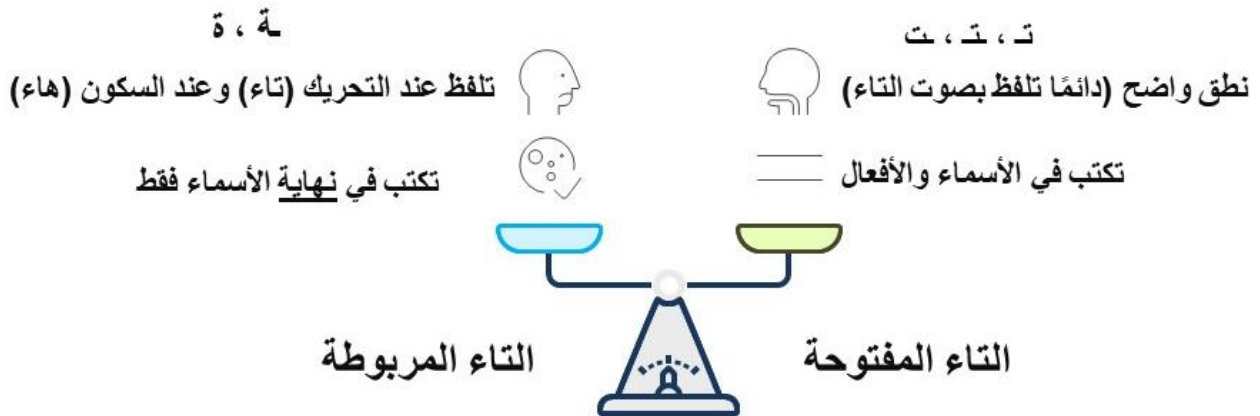 تـ ، ـتـ ، ـت
نطق واضح (دائمًا تلفظ بصوت التاء)
تكتب في الأسماء والأفعال
التاء المفتوحة
ـة ، ة
تلفظ عند التحريك (تاء) وعند السكون (هاء)
تكتب في نهاية الأسماء فقط
التاء المربوطة